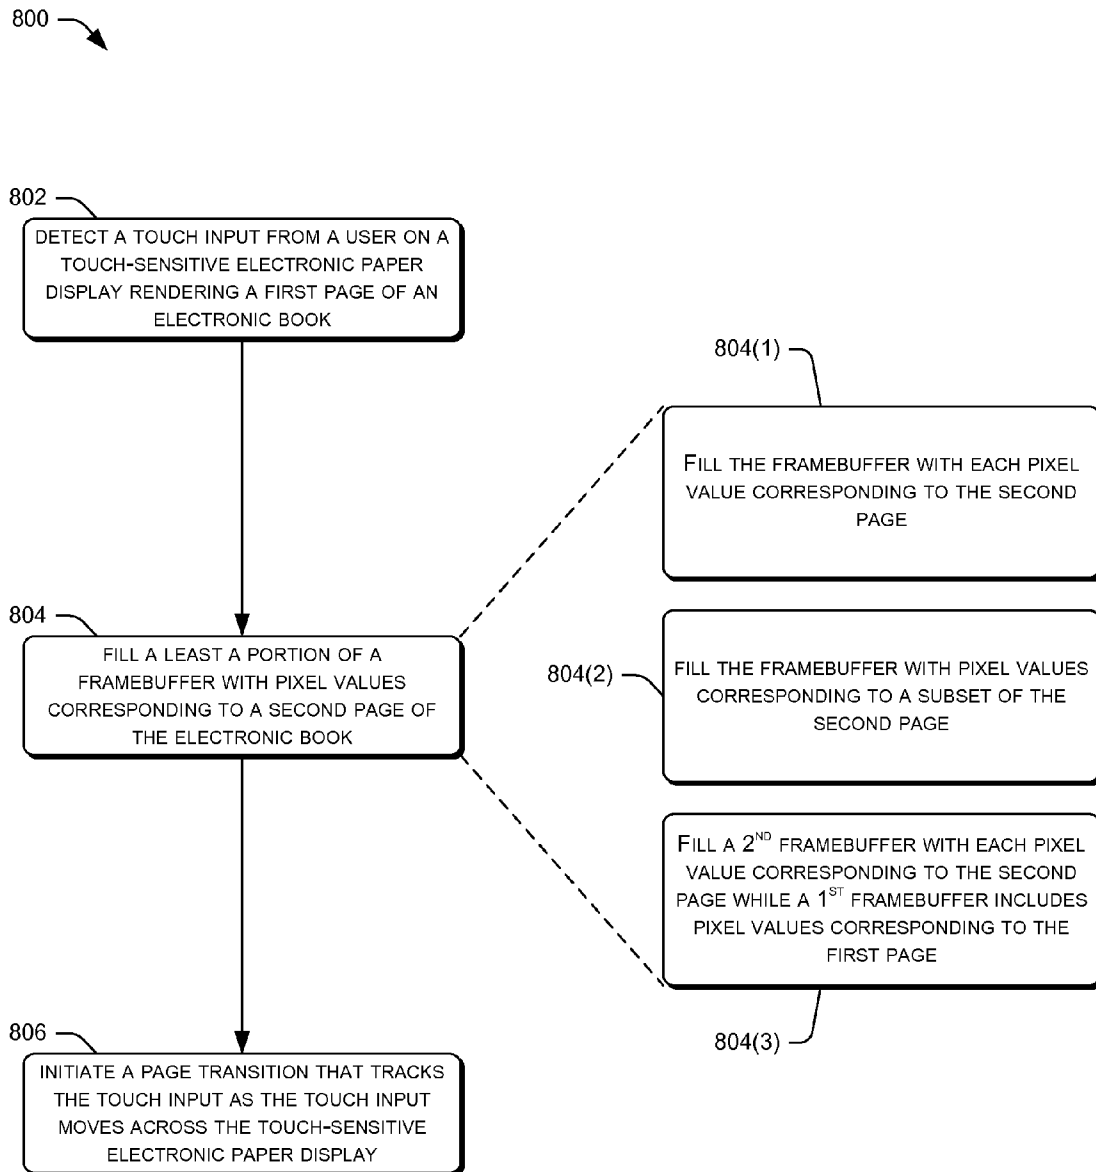 800
802
DETECT A TOUCH INPUT FROM A USER ON A
TOUCH-SENSITIVE ELECTRONIC PAPER
DISPLAY RENDERING A FIRST PAGE OF AN
ELECTRONIC BOOK
804
FILL A LEAST A PORTION OF A
FRAMEBUFFER WITH PIXEL VALUES
CORRESPONDING TO A SECOND PAGE OF
THE ELECTRONIC BOOK
804(1)
FILL THE FRAMEBUFFER WITH EACH PIXEL
VALUE CORRESPONDING TO THE SECOND
PAGE
804(2)
FILL THE FRAMEBUFFER WITH PIXEL VALUES
CORRESPONDING TO A SUBSET OF THE
SECOND PAGE
FILL A 2ND FRAMEBUFFER WITH EACH PIXEL
VALUE CORRESPONDING TO THE SECOND
PAGE WHILE A 1ST FRAMEBUFFER INCLUDES
PIXEL VALUES CORRESPONDING TO THE
FIRST PAGE
804(3)
806
INITIATE A PAGE TRANSITION THAT TRACKS
THE TOUCH INPUT AS THE TOUCH INPUT
MOVES ACROSS THE TOUCH-SENSITIVE
ELECTRONIC PAPER DISPLAY